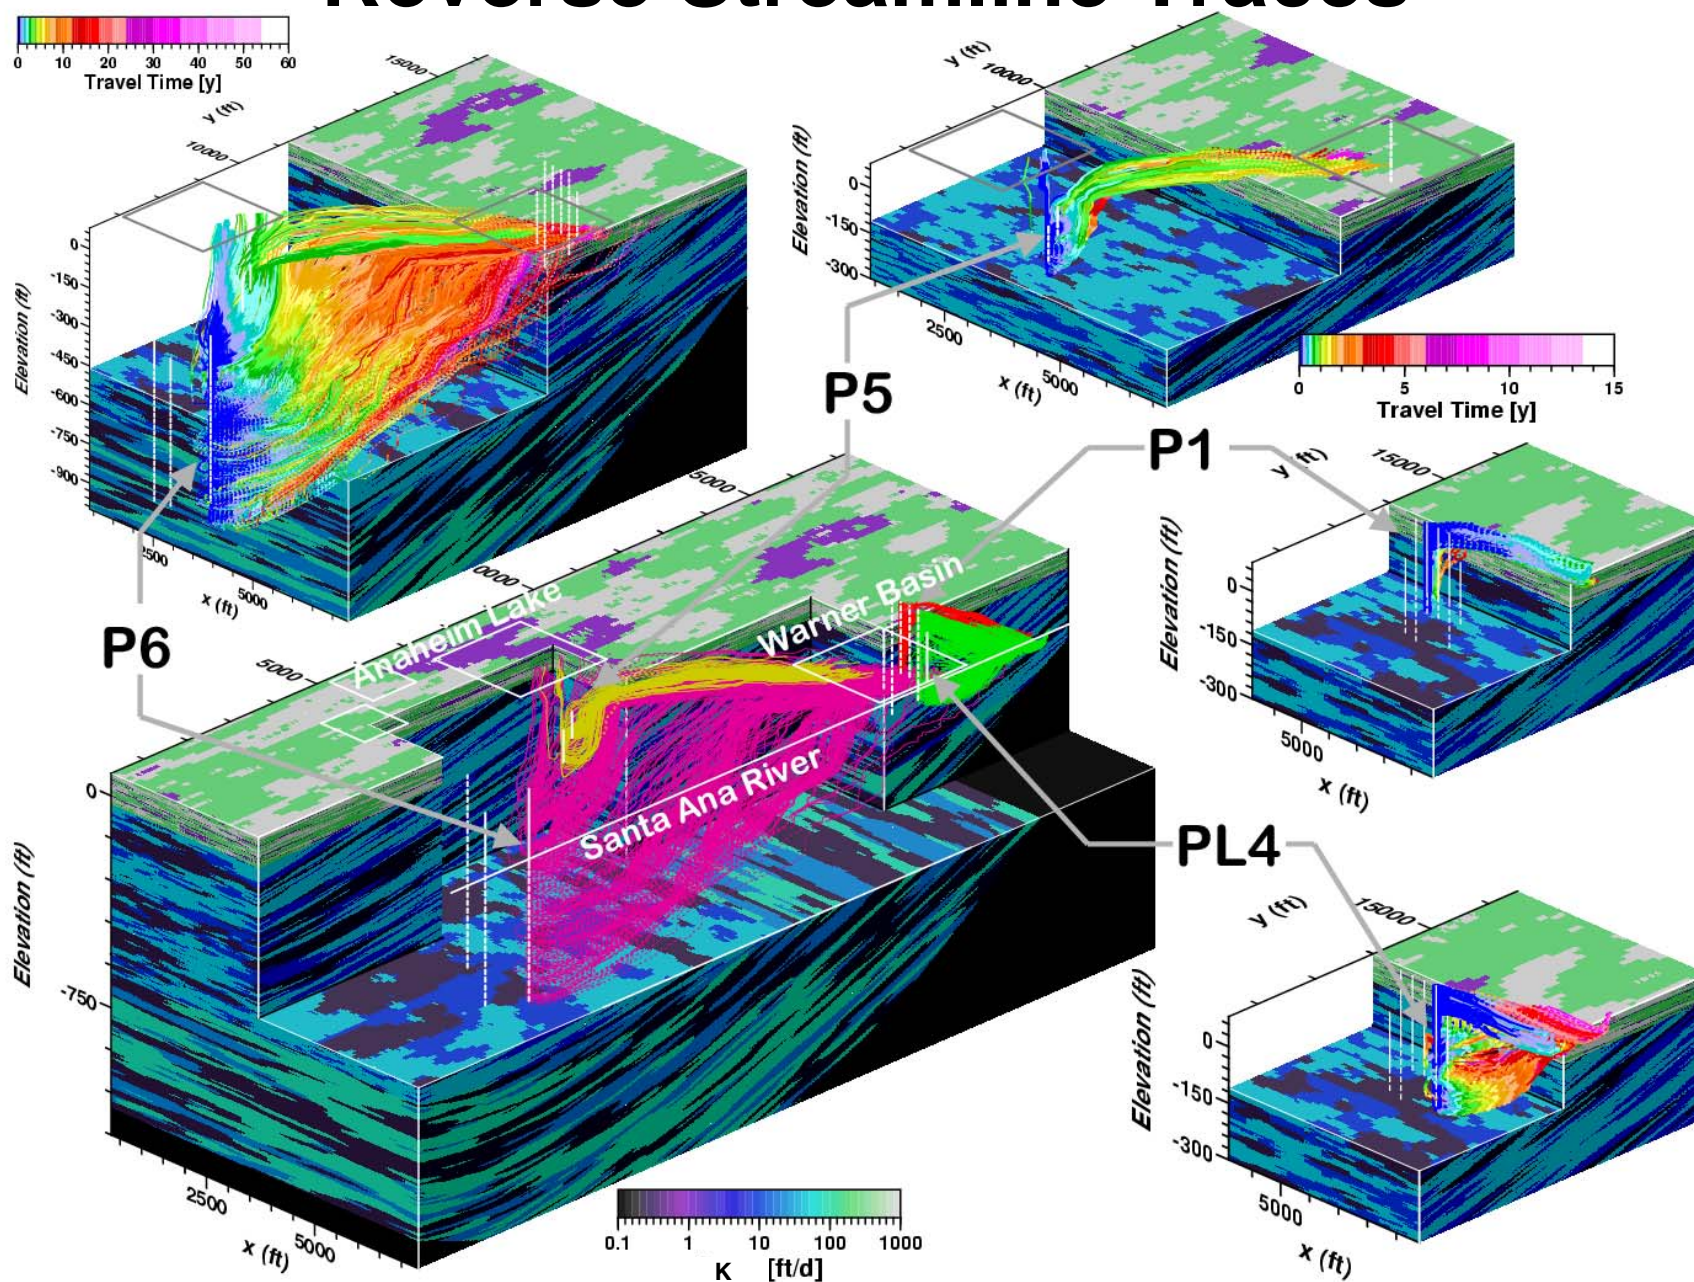 Reverse Streamline Traces
0 10 20 30 40 50 60
Travel Time [y]
y (ft)
15000
10000
Elevation (ft)
0
-150
-300
-450
-600
-750
-900
2500
5000
x (ft)
y (ft)
10000
Elevation (ft)
0
-150
-300
2500
5000
x (ft)
0 5 10 15
Travel Time [y]
P5
P1
P6
PL4
y (ft)
15000
Elevation (ft)
0
-150
-300
5000
x (ft)
5000
0000
5000
Anaheim Lake
Warner Basin
Santa Ana River
Elevation (ft)
0
-750
2500
5000
x (ft)
0.1 1 10 100 1000
K [ft/d]
y (ft)
15000
Elevation (ft)
0
-150
-300
5000
x (ft)